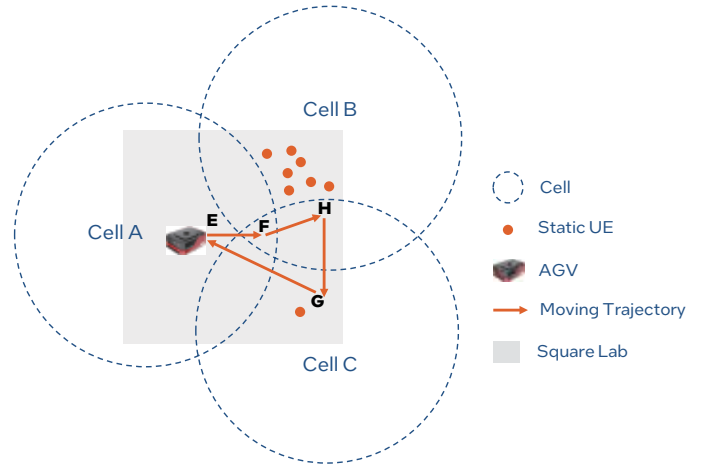 Cell B
Cell A
E
F
H
G
Cell C
Cell
Static UE
AGV
Moving Trajectory
Square Lab